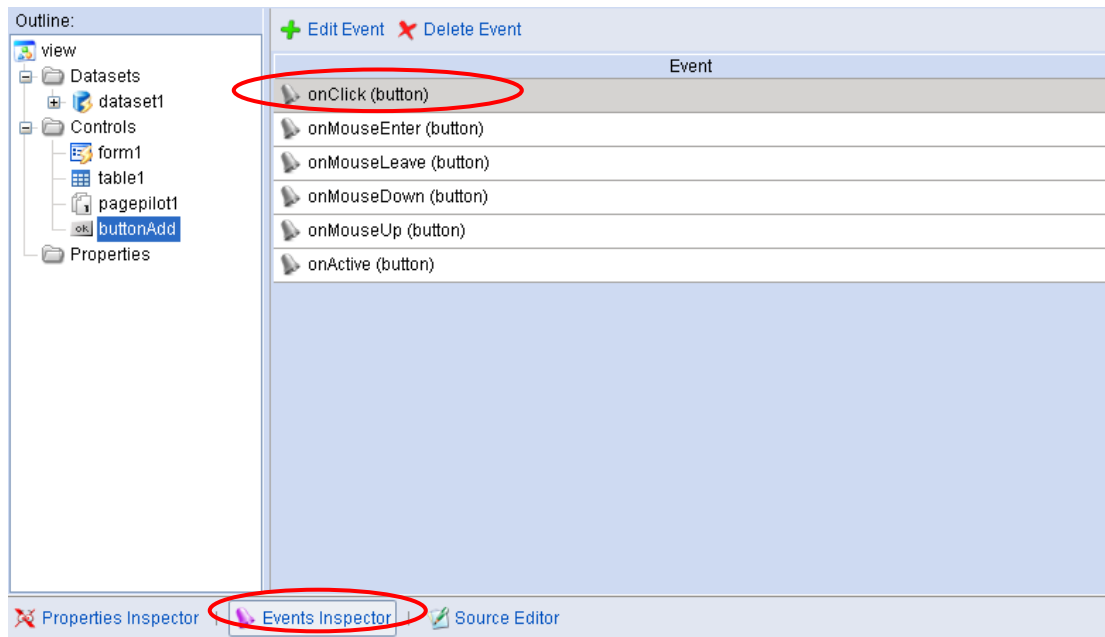 Outline:
view
Datasets
dataset1
Controls
form1
table1
pagepilot1
buttonAdd
Properties
Edit Event Delete Event
Event
onClick (button)
onMouseEnter (button)
onMouseLeave (button)
onMouseDown (button)
onMouseUp (button)
onActive (button)
Properties Inspector | Events Inspector | Source Editor